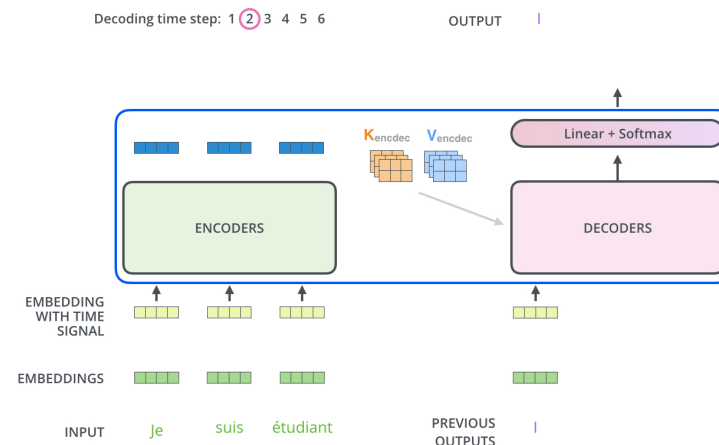 Decoding time step: 1 2 3 4 5 6
OUTPUT I
Kencdec Vencdec
Linear + Softmax
ENCODERS
DECODERS
EMBEDDING
WITH TIME
SIGNAL
EMBEDDINGS
INPUT Je suis étudiant
PREVIOUS
OUTPUTS
I